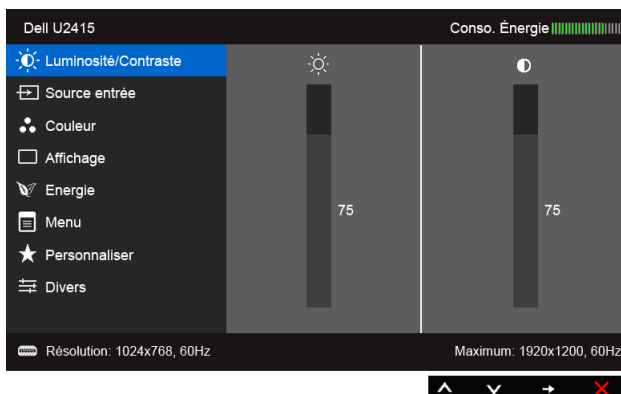 Dell U2415
Conso. Énergie
Luminosité/Contraste
Source entrée
Couleur
Affichage
Energie
Menu
Personnaliser
Divers
75
75
Résolution: 1024x768, 60Hz
Maximum: 1920x1200, 60Hz